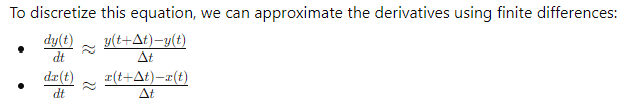 To discretize this equation, we can approximate the derivatives using finite differences:
• dy(t)/dt ≈ y(t+Δt)−y(t)/Δt
• dx(t)/dt ≈ x(t+Δt)−x(t)/Δt